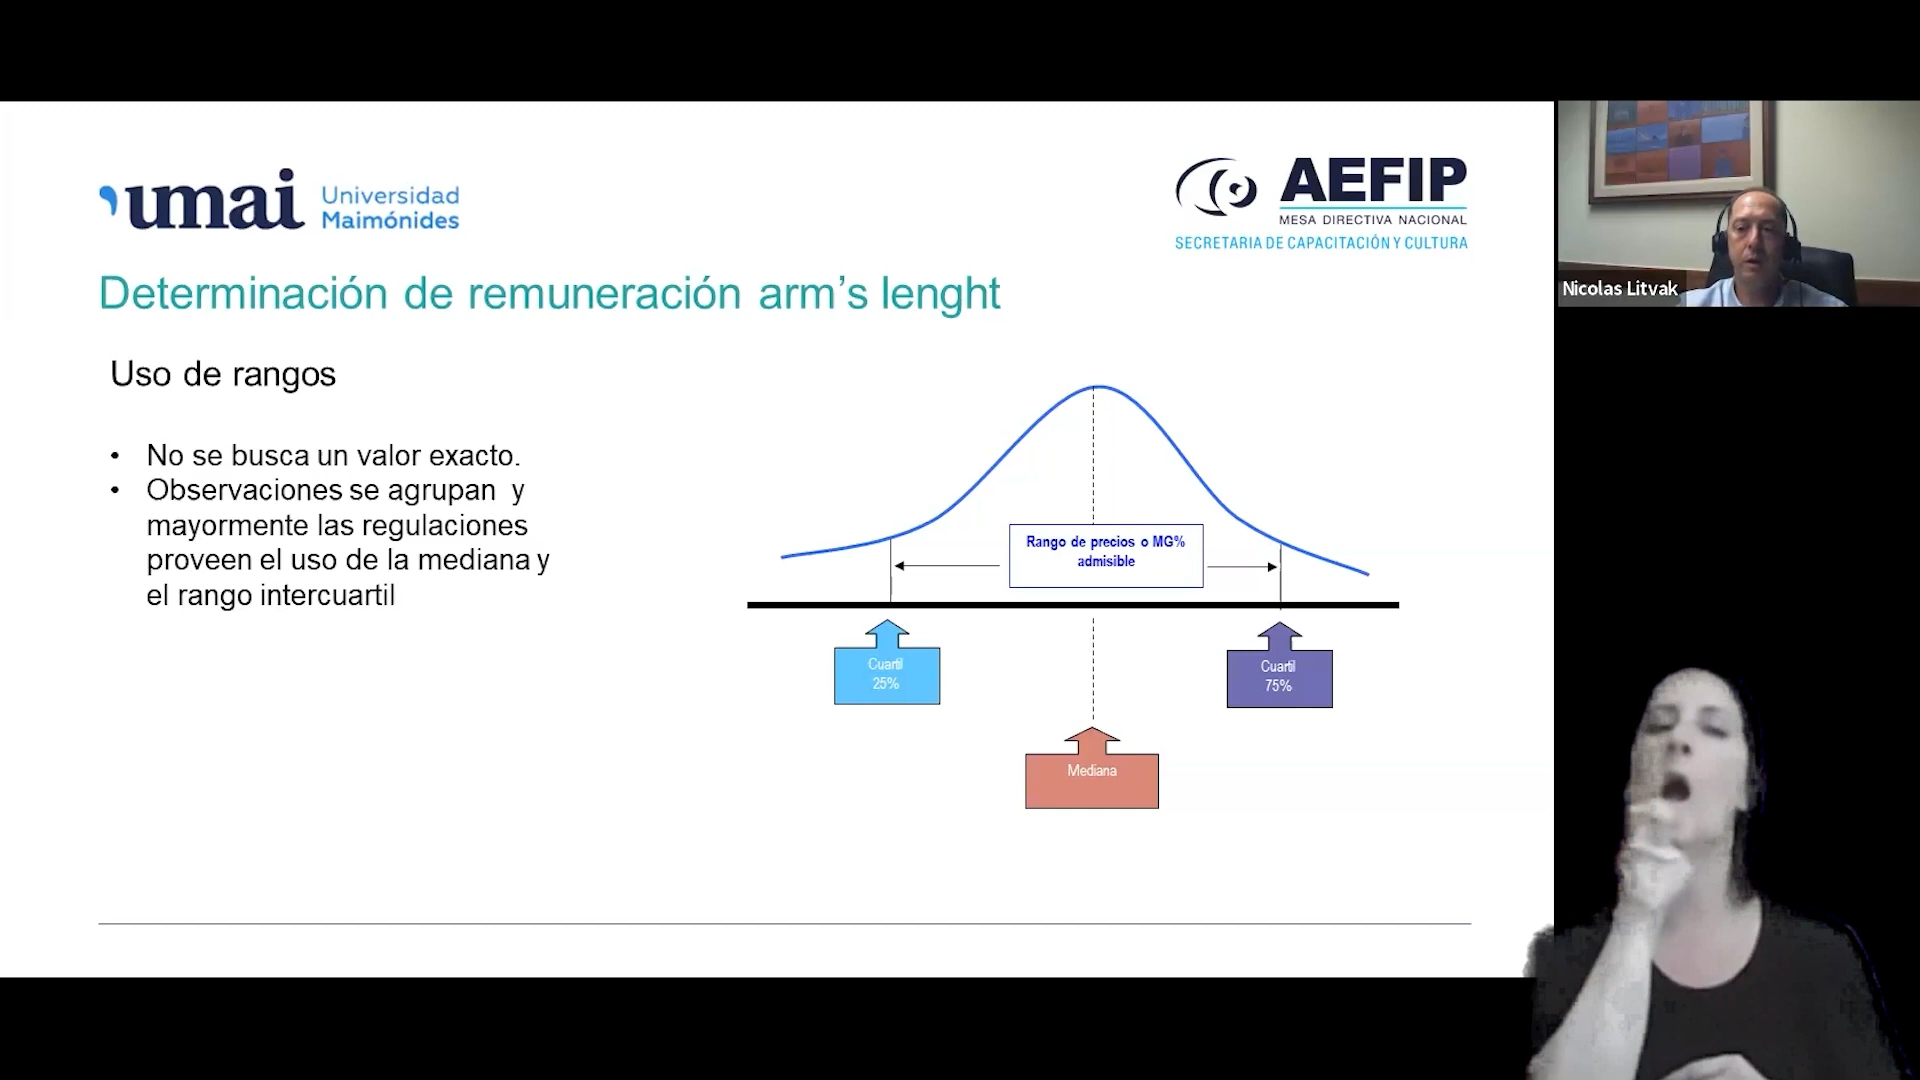 umai Universidad
Maimónides
AEFIP
MESA DIRECTIVA NACIONAL
SECRETARIA DE CAPACITACIÓN Y CULTURA
Nicolas Litvak
Determinación de remuneración arm’s lenght
Uso de rangos
• No se busca un valor exacto.
• Observaciones se agrupan y
mayormente las regulaciones
proveen el uso de la mediana y
el rango intercuartil
Rango de precios o MG%
admisible
Cuartil
25%
Cuartil
75%
Mediana